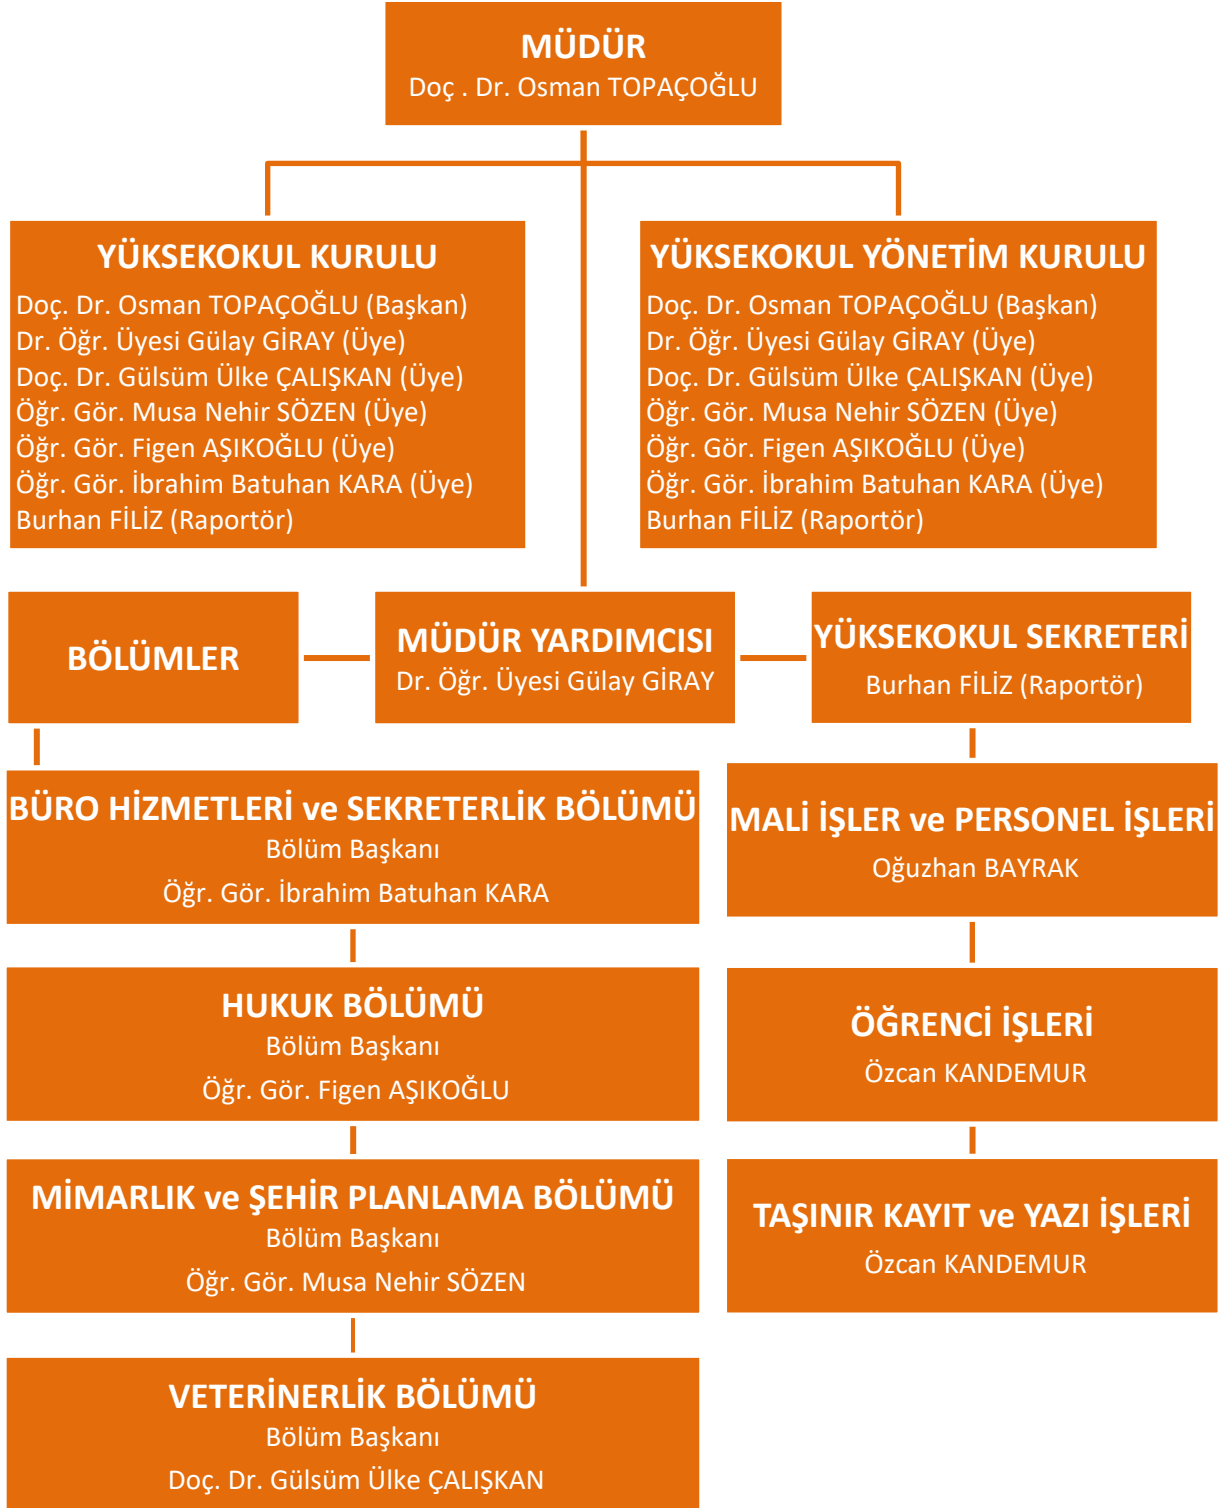 MÜDÜR
Doç . Dr. Osman TOPAÇOĞLU
YÜKSEKOKUL KURULU
Doç. Dr. Osman TOPAÇOĞLU (Başkan)
Dr. Öğr. Üyesi Gülay GİRAY (Üye)
Doç. Dr. Gülsüm Ülke ÇALIŞKAN (Üye)
Öğr. Gör. Musa Nehir SÖZEN (Üye)
Öğr. Gör. Figen AŞIKOĞLU (Üye)
Öğr. Gör. İbrahim Batuhan KARA (Üye)
Burhan FİLİZ (Raportör)
YÜKSEKOKUL YÖNETİM KURULU
Doç. Dr. Osman TOPAÇOĞLU (Başkan)
Dr. Öğr. Üyesi Gülay GİRAY (Üye)
Doç. Dr. Gülsüm Ülke ÇALIŞKAN (Üye)
Öğr. Gör. Musa Nehir SÖZEN (Üye)
Öğr. Gör. Figen AŞIKOĞLU (Üye)
Öğr. Gör. İbrahim Batuhan KARA (Üye)
Burhan FİLİZ (Raportör)
BÖLÜMLER
MÜDÜR YARDIMCISI
Dr. Öğr. Üyesi Gülay GİRAY
YÜKSEKOKUL SEKRETERİ
Burhan FİLİZ (Raportör)
BÜRO HİZMETLERİ ve SEKRETERLİK BÖLÜMÜ
Bölüm Başkanı
Öğr. Gör. İbrahim Batuhan KARA
HUKUK BÖLÜMÜ
Bölüm Başkanı
Öğr. Gör. Figen AŞIKOĞLU
MİMARLIK ve ŞEHİR PLANLAMA BÖLÜMÜ
Bölüm Başkanı
Öğr. Gör. Musa Nehir SÖZEN
VETERİNERLİK BÖLÜMÜ
Bölüm Başkanı
Doç. Dr. Gülsüm Ülke ÇALIŞKAN
MALİ İŞLER ve PERSONEL İŞLERİ
Oğuzhan BAYRAK
ÖĞRENCİ İŞLERİ
Özcan KANDEMUR
TAŞINIR KAYIT ve YAZI İŞLERİ
Özcan KANDEMUR